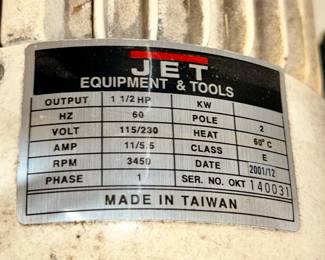 JET
EQUIPMENT & TOOLS
OUTPUT 1 1/2 HP KW
HZ 60 POLE 2
VOLT 115/230 HEAT 60°C
AMP 11/5.5 CLASS E
RPM 3450 DATE 2001/12
PHASE 1 SER. NO. OKT 140031
MADE IN TAIWAN